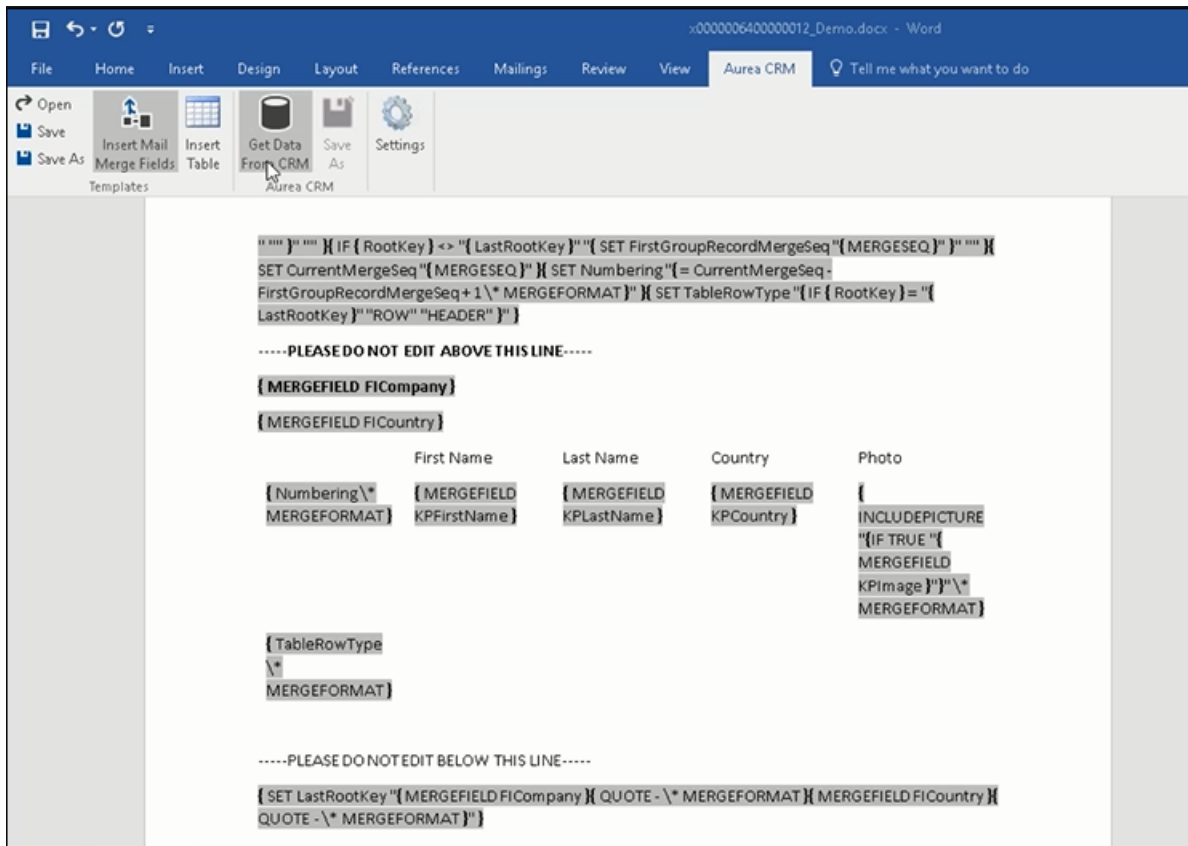 x0000006400000012_Demo.docx - Word
File Home Insert Design Layout References Mailings Review View Aurea CRM Tell me what you want to do
Open
Save
Save As
Insert Mail
Merge Fields
Insert
Table
Get Data
From CRM
Save
As
Settings
Templates
Aurea CRM
" "" }" "" }{ IF { RootKey } <> "{ LastRootKey }" "{ SET FirstGroupRecordMergeSeq "{ MERGESEQ }" }" "" }{
SET CurrentMergeSeq "{ MERGESEQ }" }{ SET Numbering "{ = CurrentMergeSeq -
FirstGroupRecordMergeSeq + 1 \* MERGEFORMAT }" }{ SET TableRowType "{ IF { RootKey } = "{
LastRootKey }" "ROW" "HEADER" }" }
-----PLEASE DO NOT EDIT ABOVE THIS LINE-----
{ MERGEFIELD FICompany }
{ MERGEFIELD FICountry }
First Name Last Name Country Photo
{ Numbering \*
MERGEFORMAT }
{ MERGEFIELD
KPFirstName }
{ MERGEFIELD
KPLastName }
{ MERGEFIELD
KPCountry }
{
INCLUDEPICTURE
"{IF TRUE "{
MERGEFIELD
KPImage }"}" \*
MERGEFORMAT }
{ TableRowType
\*
MERGEFORMAT }
-----PLEASE DO NOT EDIT BELOW THIS LINE-----
{ SET LastRootKey "{ MERGEFIELD FICompany }{ QUOTE - \* MERGEFORMAT }{ MERGEFIELD FICountry }{
QUOTE - \* MERGEFORMAT }" }